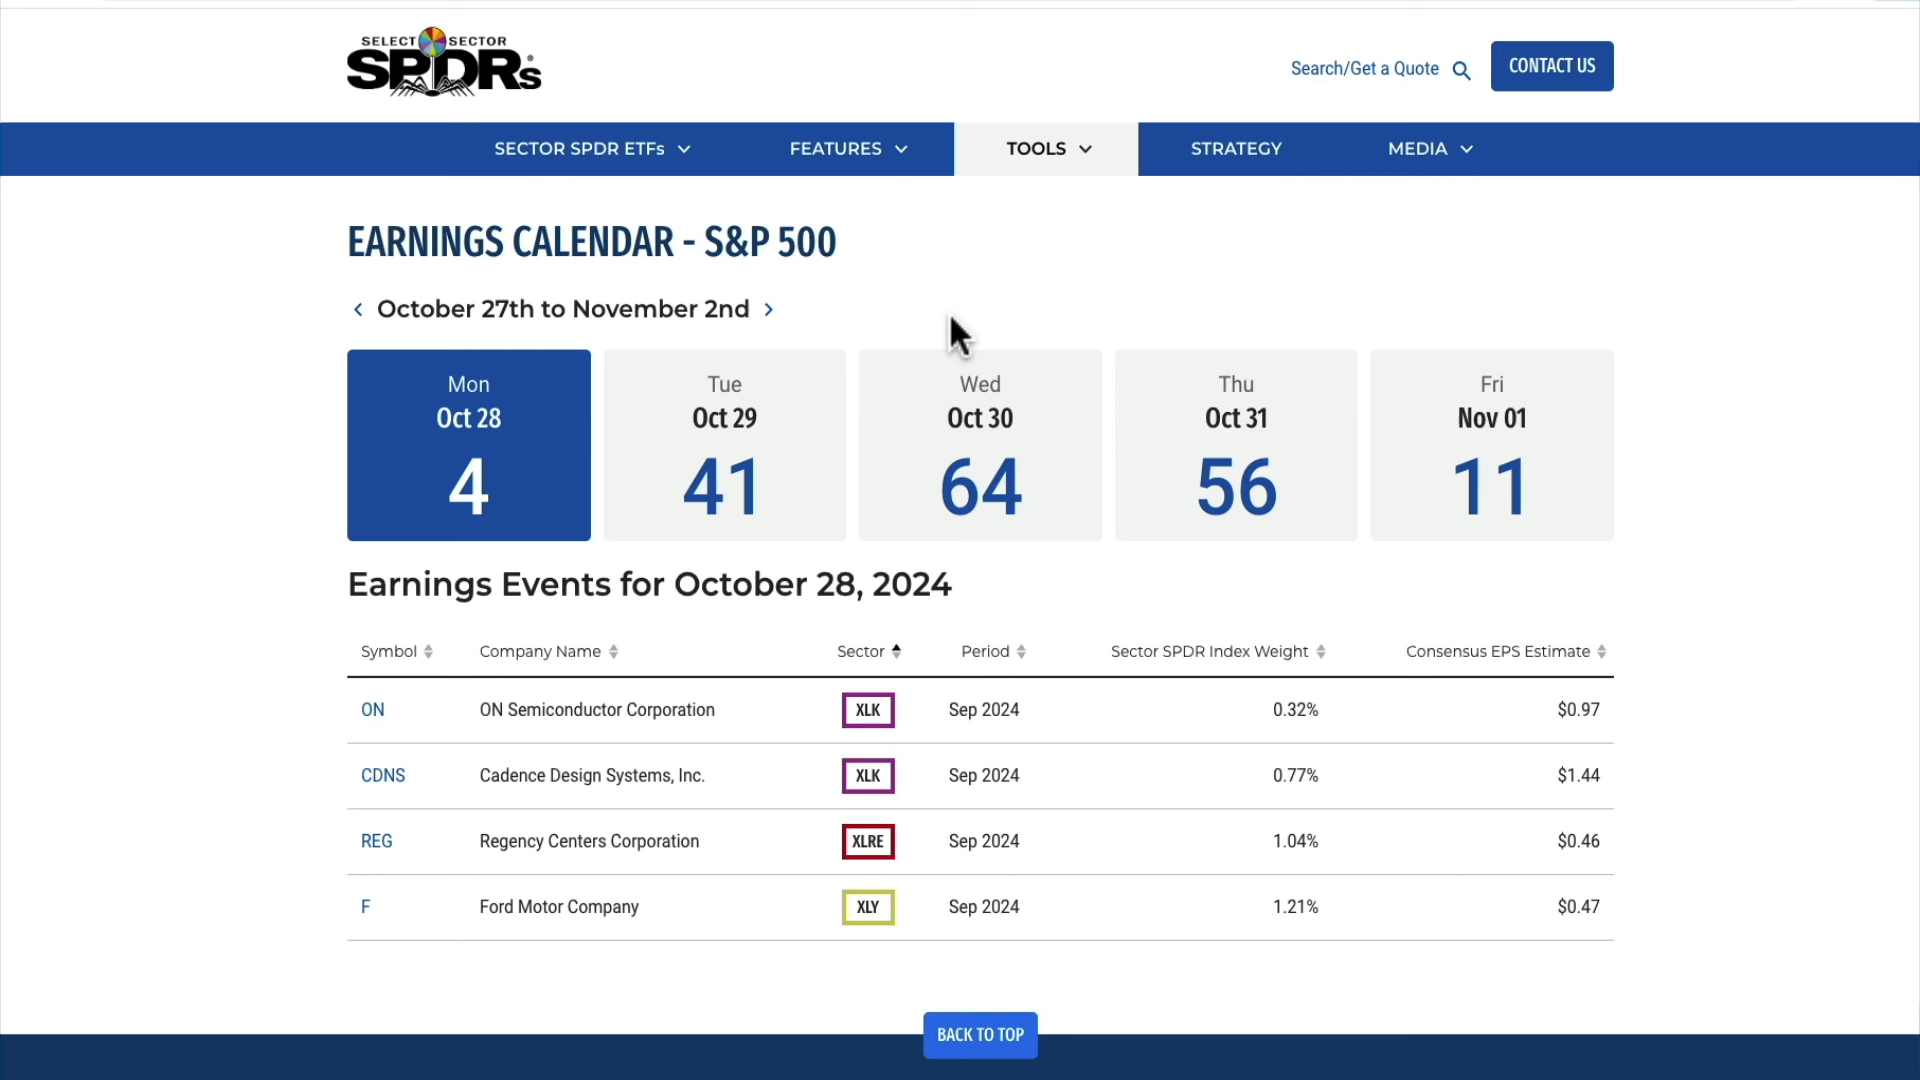 SELECT SECTOR
SPDRs
Search/Get a Quote
CONTACT US
SECTOR SPDR ETFs FEATURES TOOLS STRATEGY MEDIA
EARNINGS CALENDAR - S&P 500
October 27th to November 2nd
Mon Tue Wed Thu Fri
Oct 28 Oct 29 Oct 30 Oct 31 Nov 01
4 41 64 56 11
Earnings Events for October 28, 2024
Symbol Company Name Sector Period Sector SPDR Index Weight Consensus EPS Estimate
ON ON Semiconductor Corporation XLK Sep 2024 0.32% $0.97
CDNS Cadence Design Systems, Inc. XLK Sep 2024 0.77% $1.44
REG Regency Centers Corporation XLRE Sep 2024 1.04% $0.46
F Ford Motor Company XLY Sep 2024 1.21% $0.47
BACK TO TOP